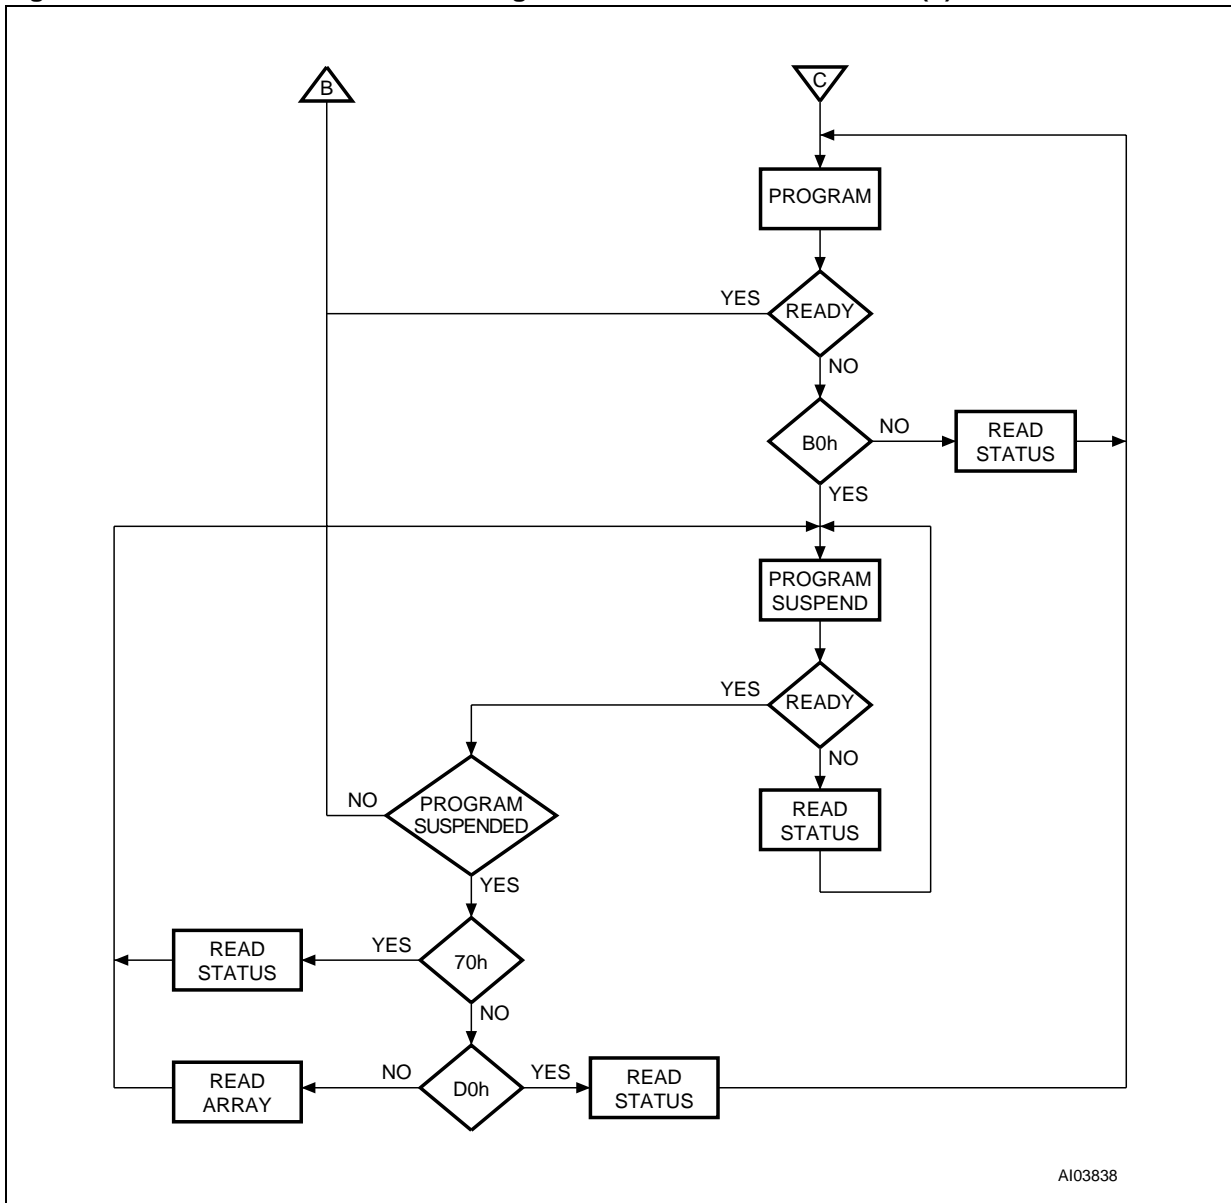 B
C
PROGRAM
YES
READY
NO
B0h
NO
READ
STATUS
YES
PROGRAM
SUSPEND
YES
READY
NO
NO
PROGRAM
SUSPENDED
READ
STATUS
YES
READ
STATUS
YES
70h
NO
READ
ARRAY
NO
D0h
YES
READ
STATUS
AI03838